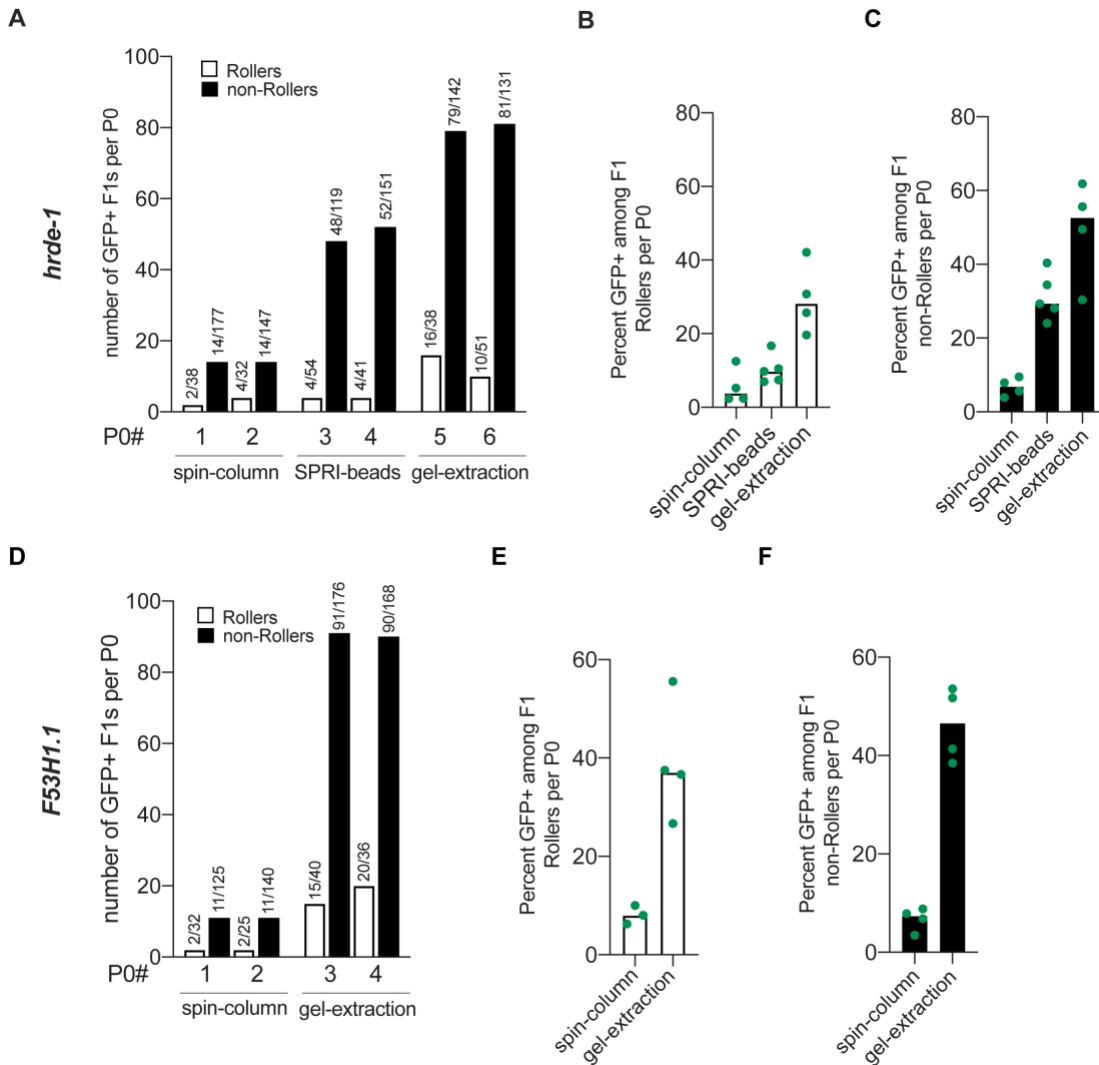 A
hrde-1
number of GFP+ F1s per P0
100
80
60
40
20
0
Rollers
non-Rollers
2/38
14/177
4/32
14/147
4/54
48/119
4/41
52/151
16/38
79/142
10/51
81/131
P0# 1 2 3 4 5 6
spin-column SPRI-beads gel-extraction
B
Percent GFP+ among F1
Rollers per P0
80
60
40
20
0
spin-column
SPRI-beads
gel-extraction
C
Percent GFP+ among F1
non-Rollers per P0
80
60
40
20
0
spin-column
SPRI-beads
gel-extraction
D
F53H1.1
number of GFP+ F1s per P0
100
80
60
40
20
0
Rollers
non-Rollers
2/32
11/125
2/25
11/140
15/40
91/176
20/36
90/168
P0# 1 2 3 4
spin-column gel-extraction
E
Percent GFP+ among F1
Rollers per P0
60
40
20
0
spin-column
gel-extraction
F
Percent GFP+ among F1
non-Rollers per P0
60
40
20
0
spin-column
gel-extraction